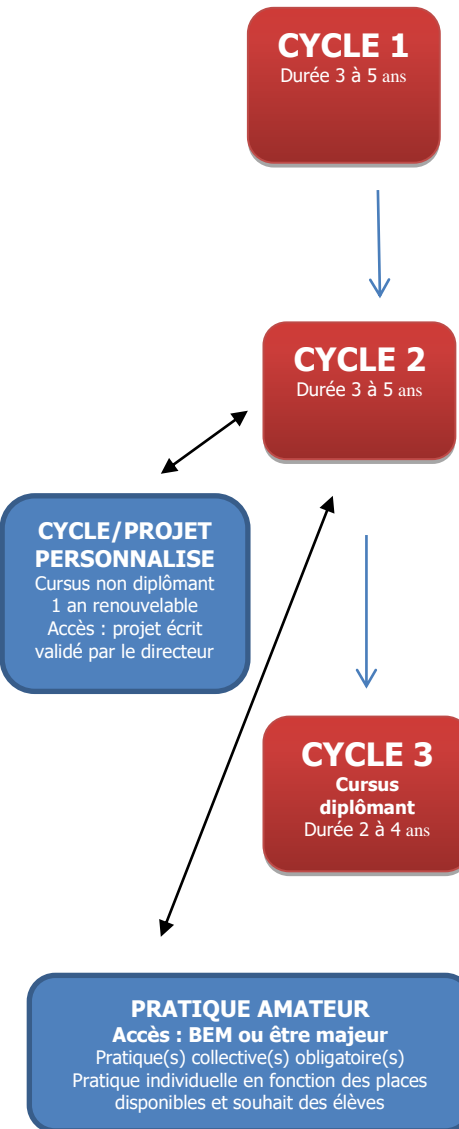 CYCLE 1
Durée 3 à 5 ans
CYCLE 2
Durée 3 à 5 ans
CYCLE/PROJET
PERSONNALISE
Cursus non diplômant
1 an renouvelable
Accès : projet écrit
validé par le directeur
CYCLE 3
Cursus
diplômant
Durée 2 à 4 ans
PRATIQUE AMATEUR
Accès : BEM ou être majeur
Pratique(s) collective(s) obligatoire(s)
Pratique individuelle en fonction des places
disponibles et souhait des élèves